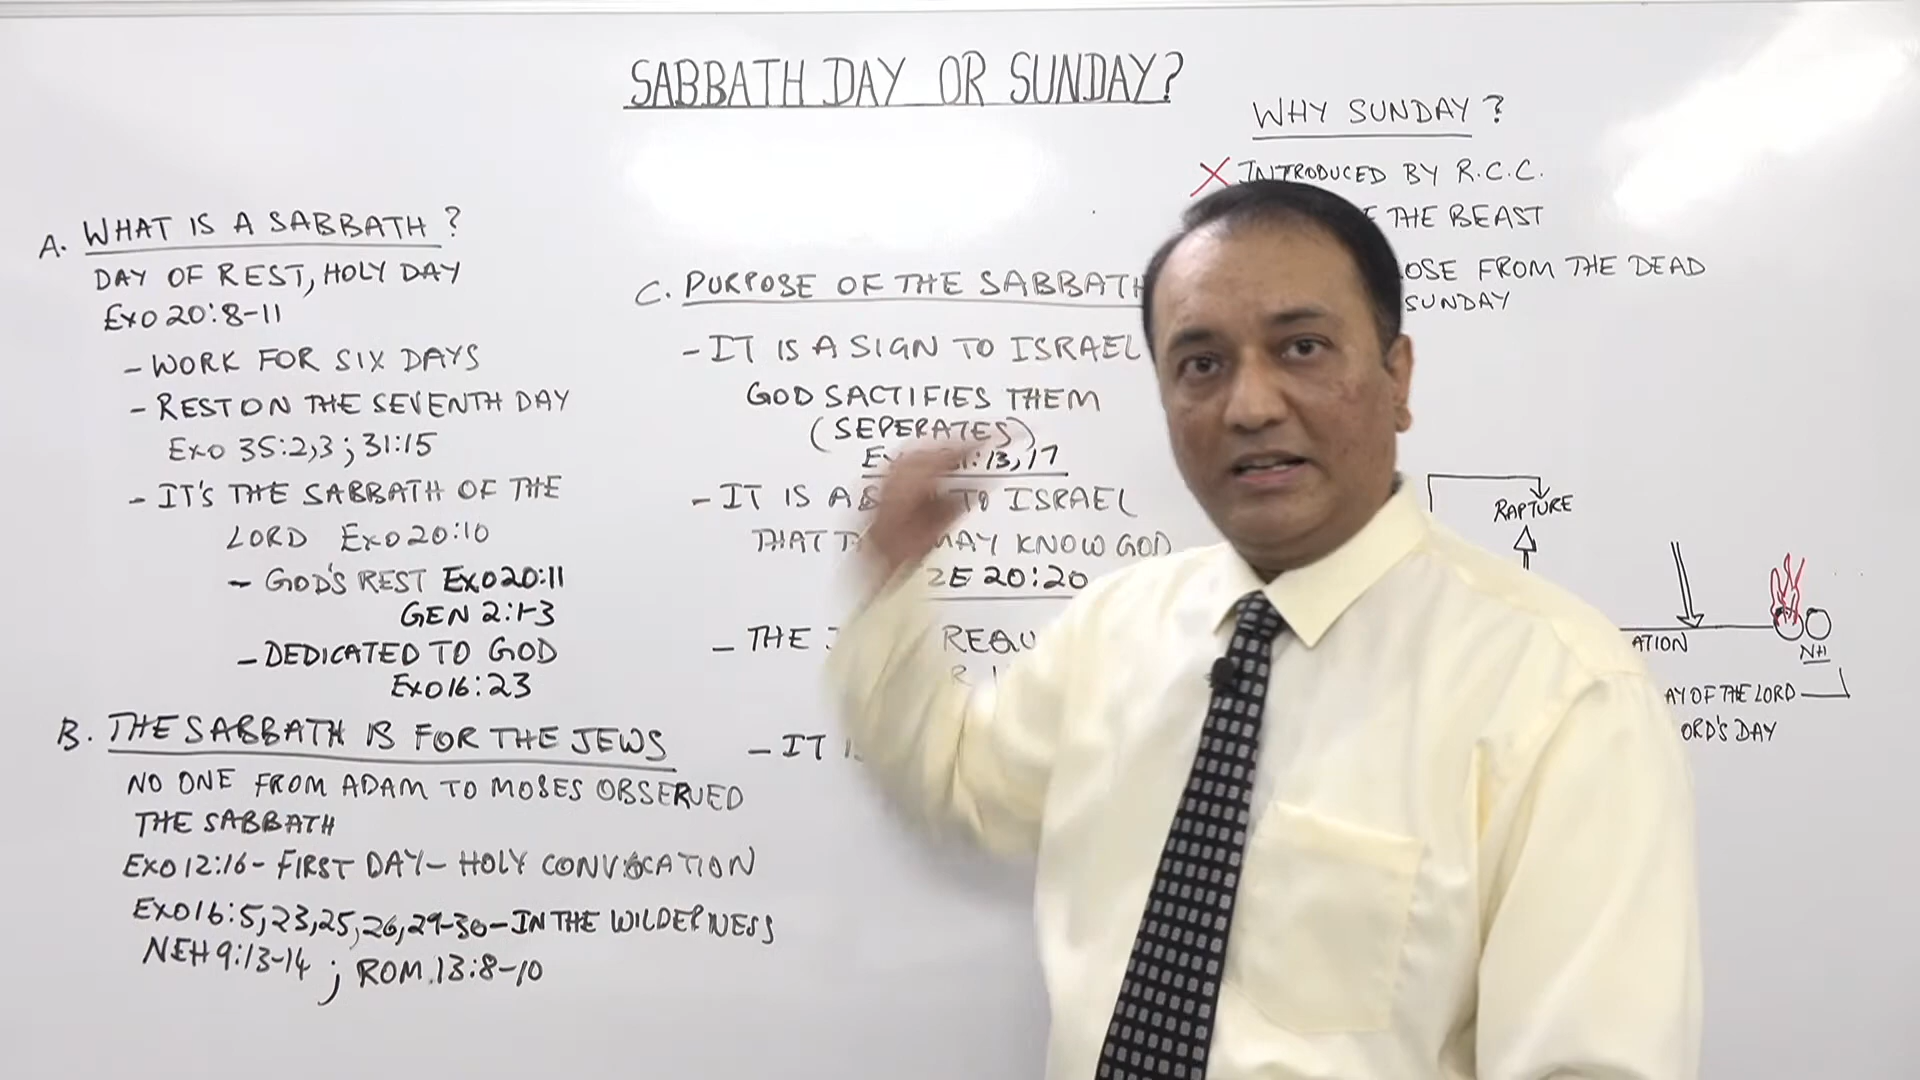 SABBATH DAY OR SUNDAY?
A. WHAT IS A SABBATH?
DAY OF REST, HOLY DAY
EXO 20:8-11
- WORK FOR SIX DAYS
- REST ON THE SEVENTH DAY
EXO 35:2,3; 31:15
- IT'S THE SABBATH OF THE
LORD EXO 20:10
- GOD'S REST EXO 20:11
GEN 2:1-3
- DEDICATED TO GOD
EXO 16:23
B. THE SABBATH IS FOR THE JEWS
NO ONE FROM ADAM TO MOSES OBSERVED
THE SABBATH
EXO 12:16 - FIRST DAY - HOLY CONVOCATION
EXO 16:5,23,25,26,29-30 - IN THE WILDERNESS
NEH 9:13-14 ; ROM.13:8-10
C. PURPOSE OF THE SABBATH
- IT IS A SIGN TO ISRAEL
GOD SACTIFIES THEM
(SEPERATES)
:13,17
- IT IS A TO ISRAEL
THAT MAY KNOW GOD
20:20
- THE
- IT
WHY SUNDAY?
X INTRODUCED BY R.C.C.
THE BEAST
FROM THE DEAD
SUNDAY
RAPTURE
NH
OF THE LORD
DAY